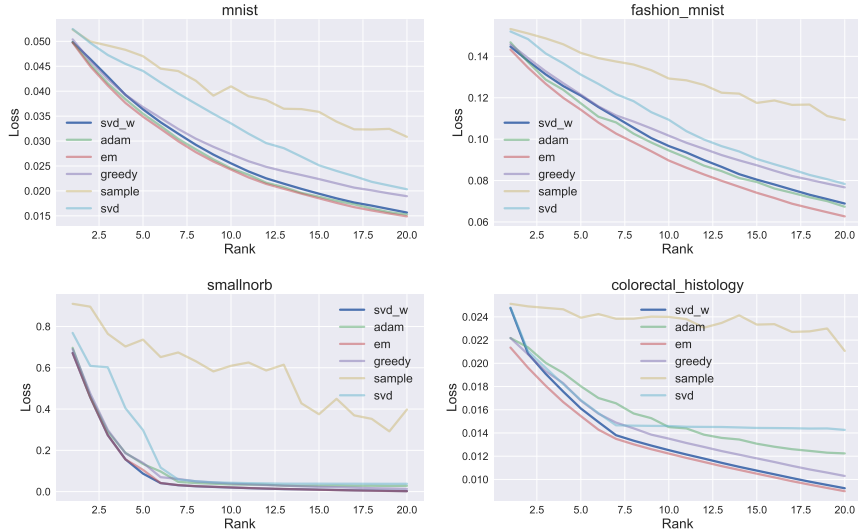 mnist
Loss
0.050
0.045
0.040
0.035
0.030
0.025
0.020
0.015
svd_w
adam
em
greedy
sample
svd
2.5 5.0 7.5 10.0 12.5 15.0 17.5 20.0
Rank
fashion_mnist
Loss
0.14
0.12
0.10
0.08
0.06
svd_w
adam
em
greedy
sample
svd
2.5 5.0 7.5 10.0 12.5 15.0 17.5 20.0
Rank
smallnorb
Loss
0.8
0.6
0.4
0.2
0.0
svd_w
adam
em
greedy
sample
svd
2.5 5.0 7.5 10.0 12.5 15.0 17.5 20.0
Rank
colorectal_histology
Loss
0.024
0.022
0.020
0.018
0.016
0.014
0.012
0.010
svd_w
adam
em
greedy
sample
svd
2.5 5.0 7.5 10.0 12.5 15.0 17.5 20.0
Rank